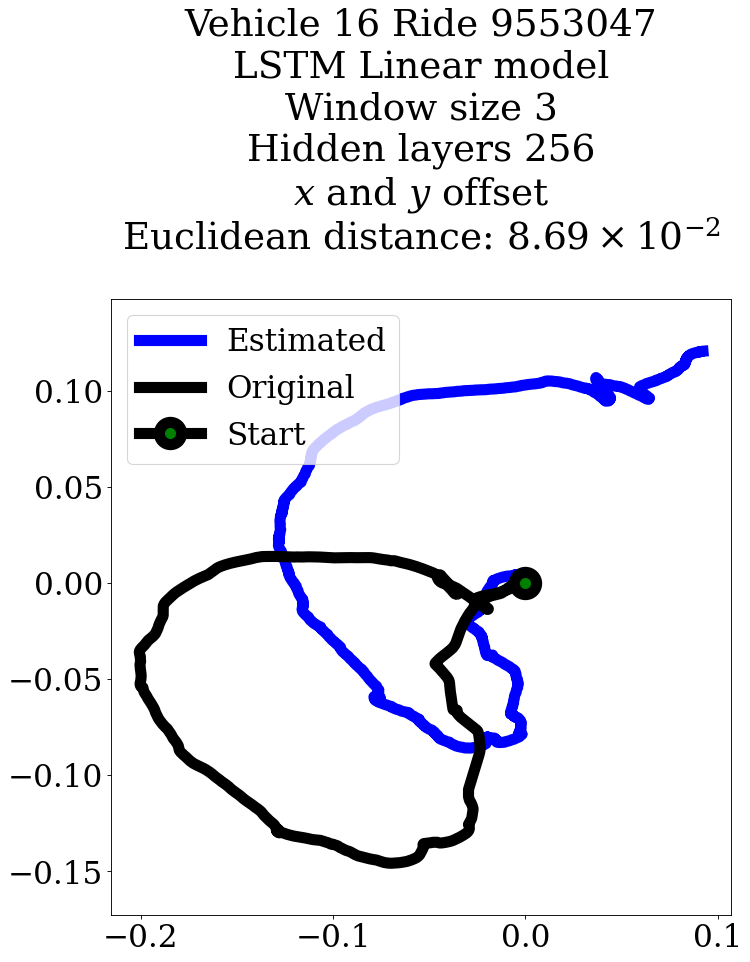 Vehicle 16 Ride 9553047
LSTM Linear model
Window size 3
Hidden layers 256
x and y offset
Euclidean distance: 8.69 × 10⁻²
Estimated
Original
Start
0.10
0.05
0.00
−0.05
−0.10
−0.15
−0.2
−0.1
0.0
0.1